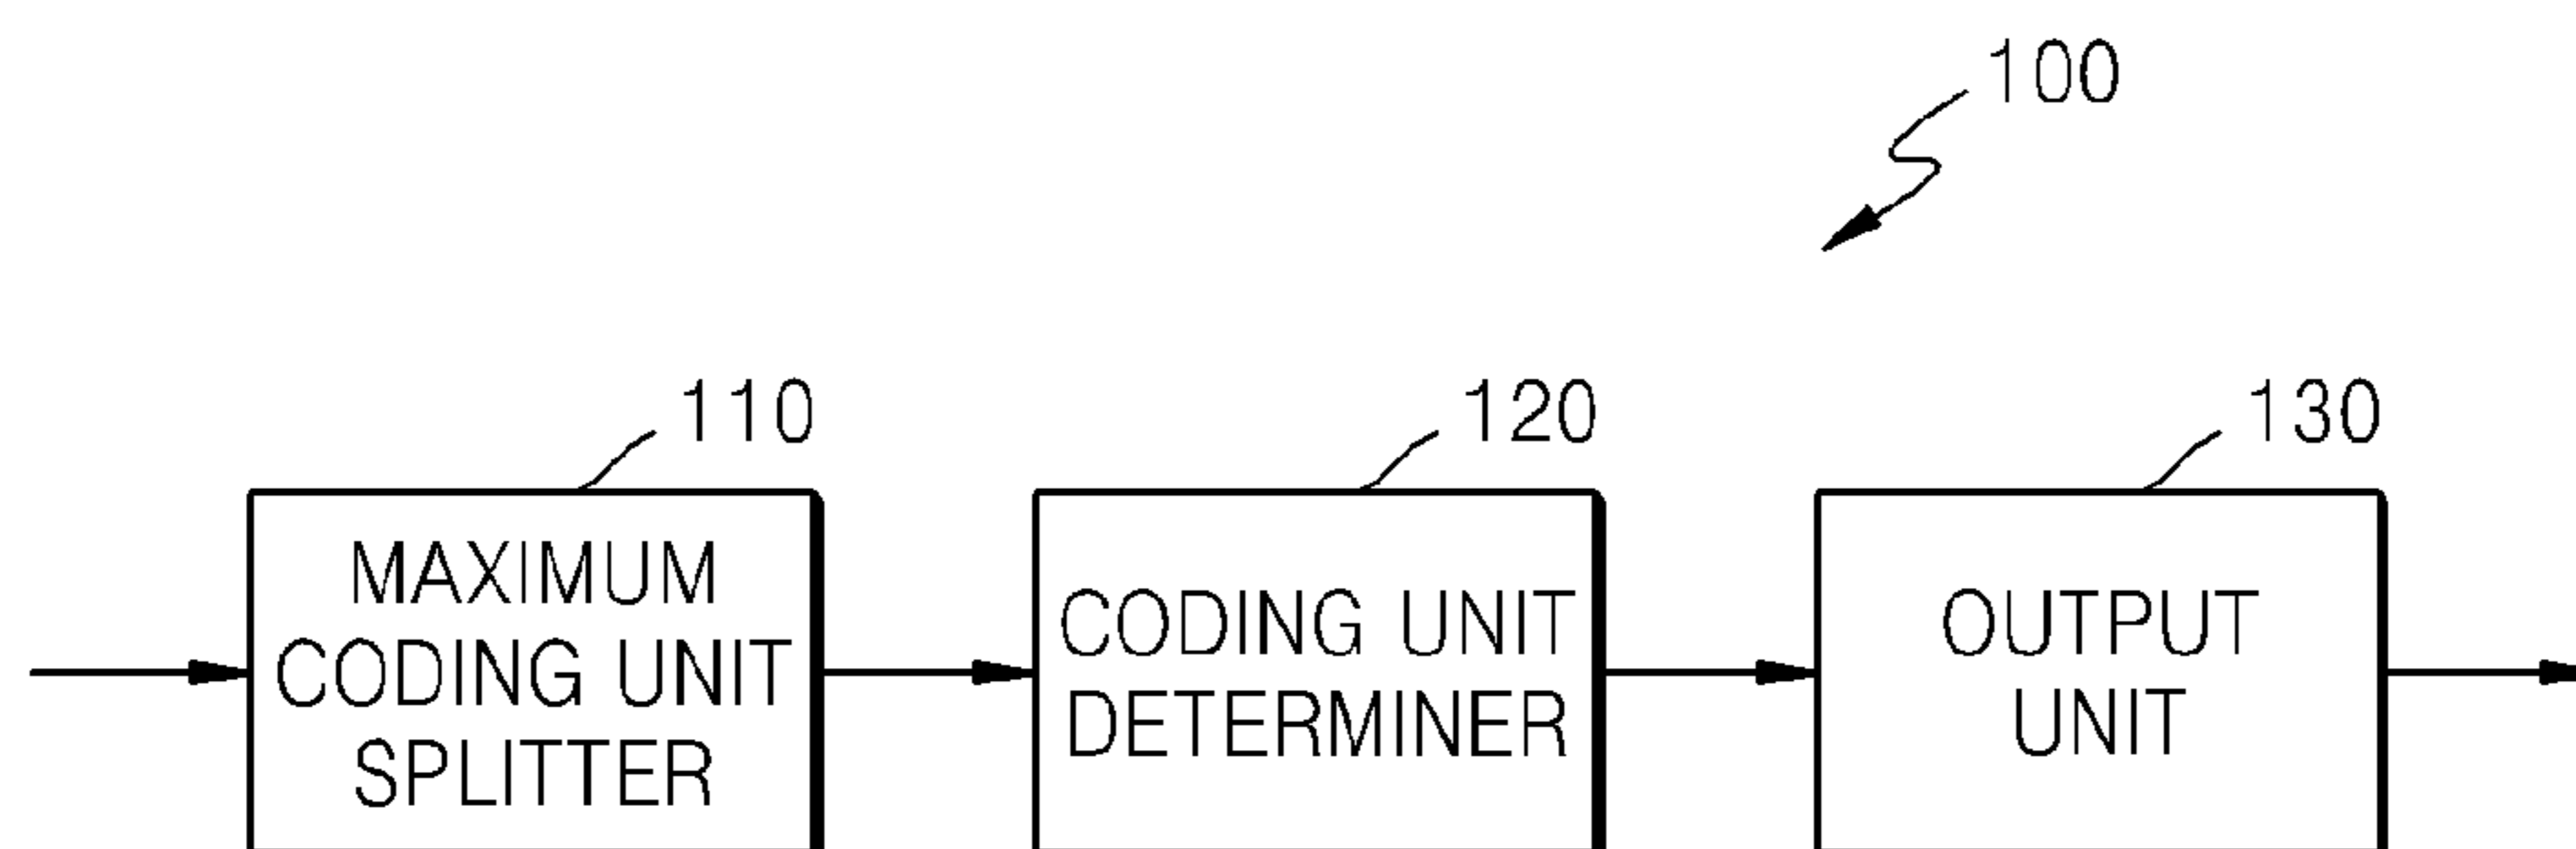 100
110
120
130
MAXIMUM
CODING UNIT
SPLITTER
CODING UNIT
DETERMINER
OUTPUT
UNIT